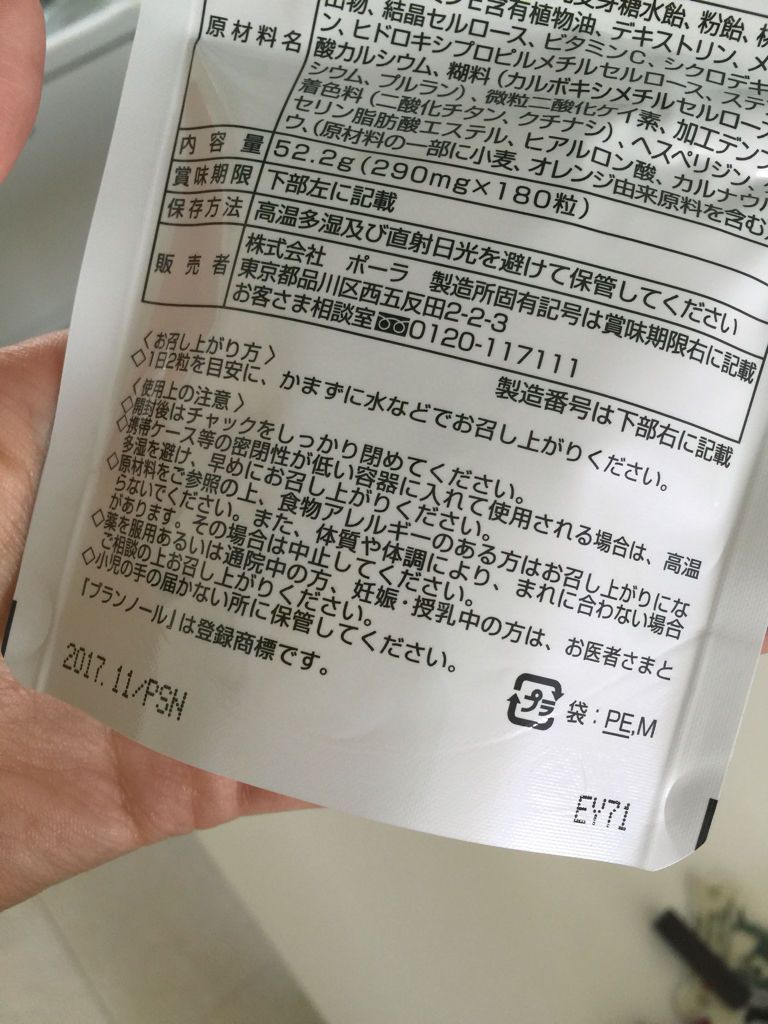 原材料名
含有植物油、デキストリン、
出物、結晶セルロース、ビタミンC、シクロデキ
ン、ヒドロキシプロピルメチルセルロース、ステ
酸カルシウム、糊料（カルボキシメチルセルロース
シウム、プルラン）、微粒二酸化ケイ素、加工デンプ
着色料（二酸化チタン、クチナシ）、ヘスペリジン、
セリン脂肪酸エステル、ヒアルロン酸、カルナウ
ウ、（原材料の一部に小麦、オレンジ由来原料を含む
内容量 52.2g（290mg×180粒）
賞味期限 下部左に記載
保存方法 高温多湿及び直射日光を避けて保管してください
販売者 株式会社 ポーラ 製造所固有記号は賞味期限右に記載
東京都品川区西五反田2-2-3
お客さま相談室 0120-117111
製造番号は下部右に記載
〈お召し上がり方〉
◇1日2粒を目安に、かまずに水などでお召し上がりください。
〈使用上の注意〉
◇開封後はチャックをしっかり閉めてください。
◇携帯ケース等の密閉性が低い容器に入れて使用される場合は、高温
多湿を避け、早めにお召し上がりください。
◇原材料をご参照の上、食物アレルギーのある方はお召し上がりにな
らないでください。また、体質や体調により、まれに合わない場合
があります。その場合は中止してください。
◇薬を服用あるいは通院中の方、妊娠・授乳中の方は、お医者さまと
ご相談の上お召し上がりください。
◇小児の手の届かない所に保管してください。
『ブランノール』は登録商標です。
2017.11/PSN
プラ 袋：PE,M
EY71